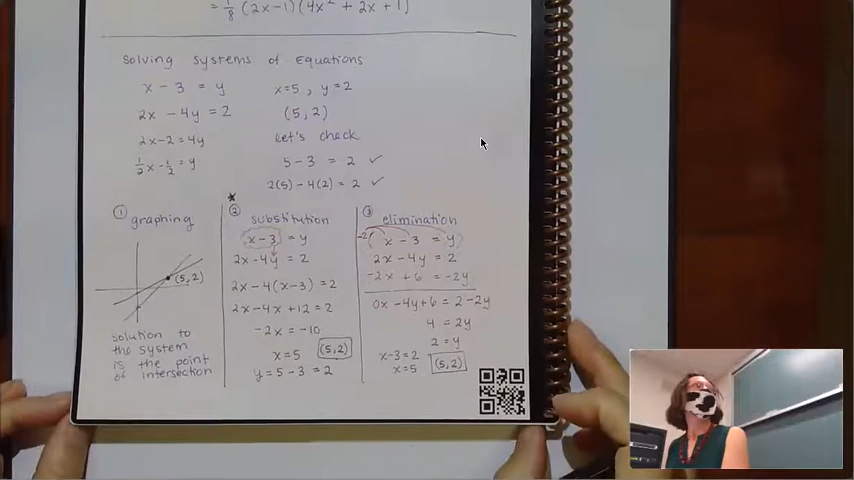 = 1/8 (2x-1)(4x² + 2x + 1)
Solving Systems of Equations
x - 3 = y
2x - 4y = 2
2x - 2 = 4y
1/2x - 1/2 = y
x=5, y=2
(5,2)
Let's check
5 - 3 = 2 ✓
2(5) - 4(2) = 2 ✓
① graphing
(5,2)
solution to
the system
is the point
of intersection
*
② substitution
x-3 = y
2x-4y = 2
2x-4(x-3) = 2
2x-4x+12 = 2
-2x = -10
x=5
(5,2)
y = 5-3 = 2
③ elimination
-2( x - 3 = y)
2x - 4y = 2
-2x + 6 = -2y
0x -4y+6 = 2-2y
4 = 2y
2 = y
x-3=2
x=5
(5,2)